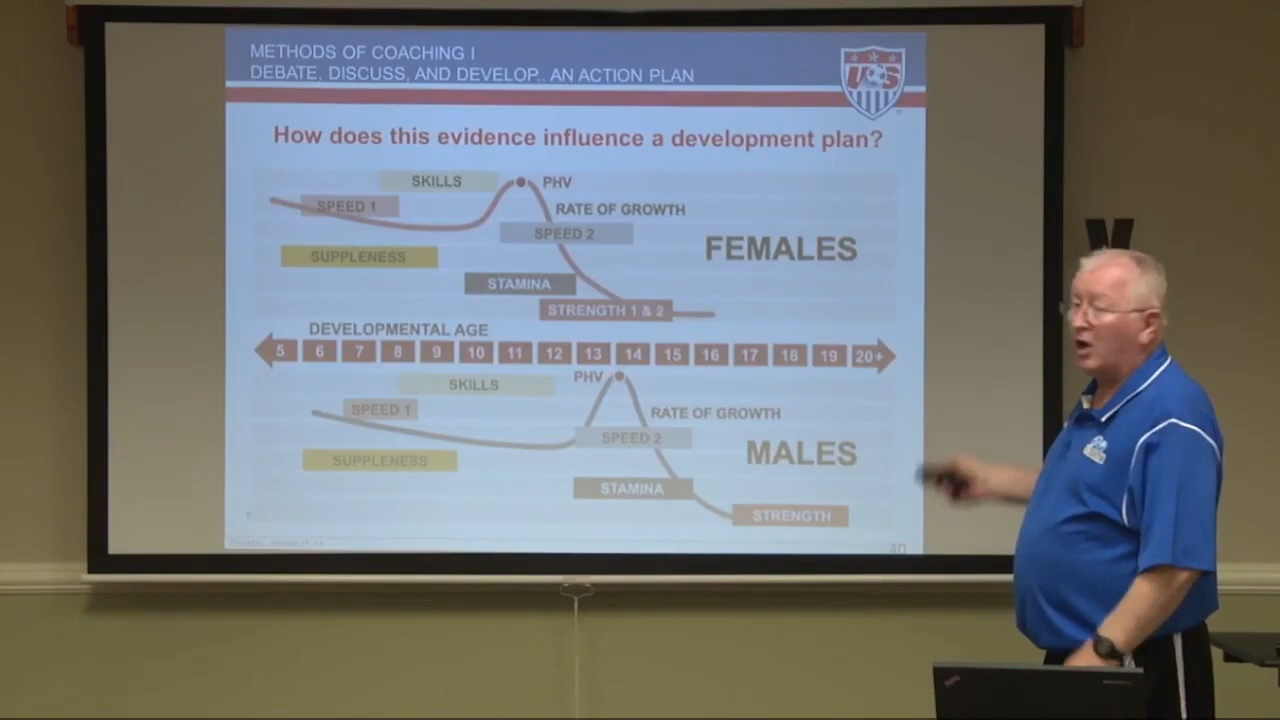 METHODS OF COACHING I
DEBATE, DISCUSS, AND DEVELOP.. AN ACTION PLAN
US
How does this evidence influence a development plan?
SKILLS
PHV
SPEED 1
RATE OF GROWTH
SPEED 2
FEMALES
SUPPLENESS
STAMINA
STRENGTH 1 & 2
DEVELOPMENTAL AGE
5 6 7 8 9 10 11 12 13 14 15 16 17 18 19 20+
SKILLS
PHV
SPEED 1
RATE OF GROWTH
SPEED 2
MALES
SUPPLENESS
STAMINA
STRENGTH
40